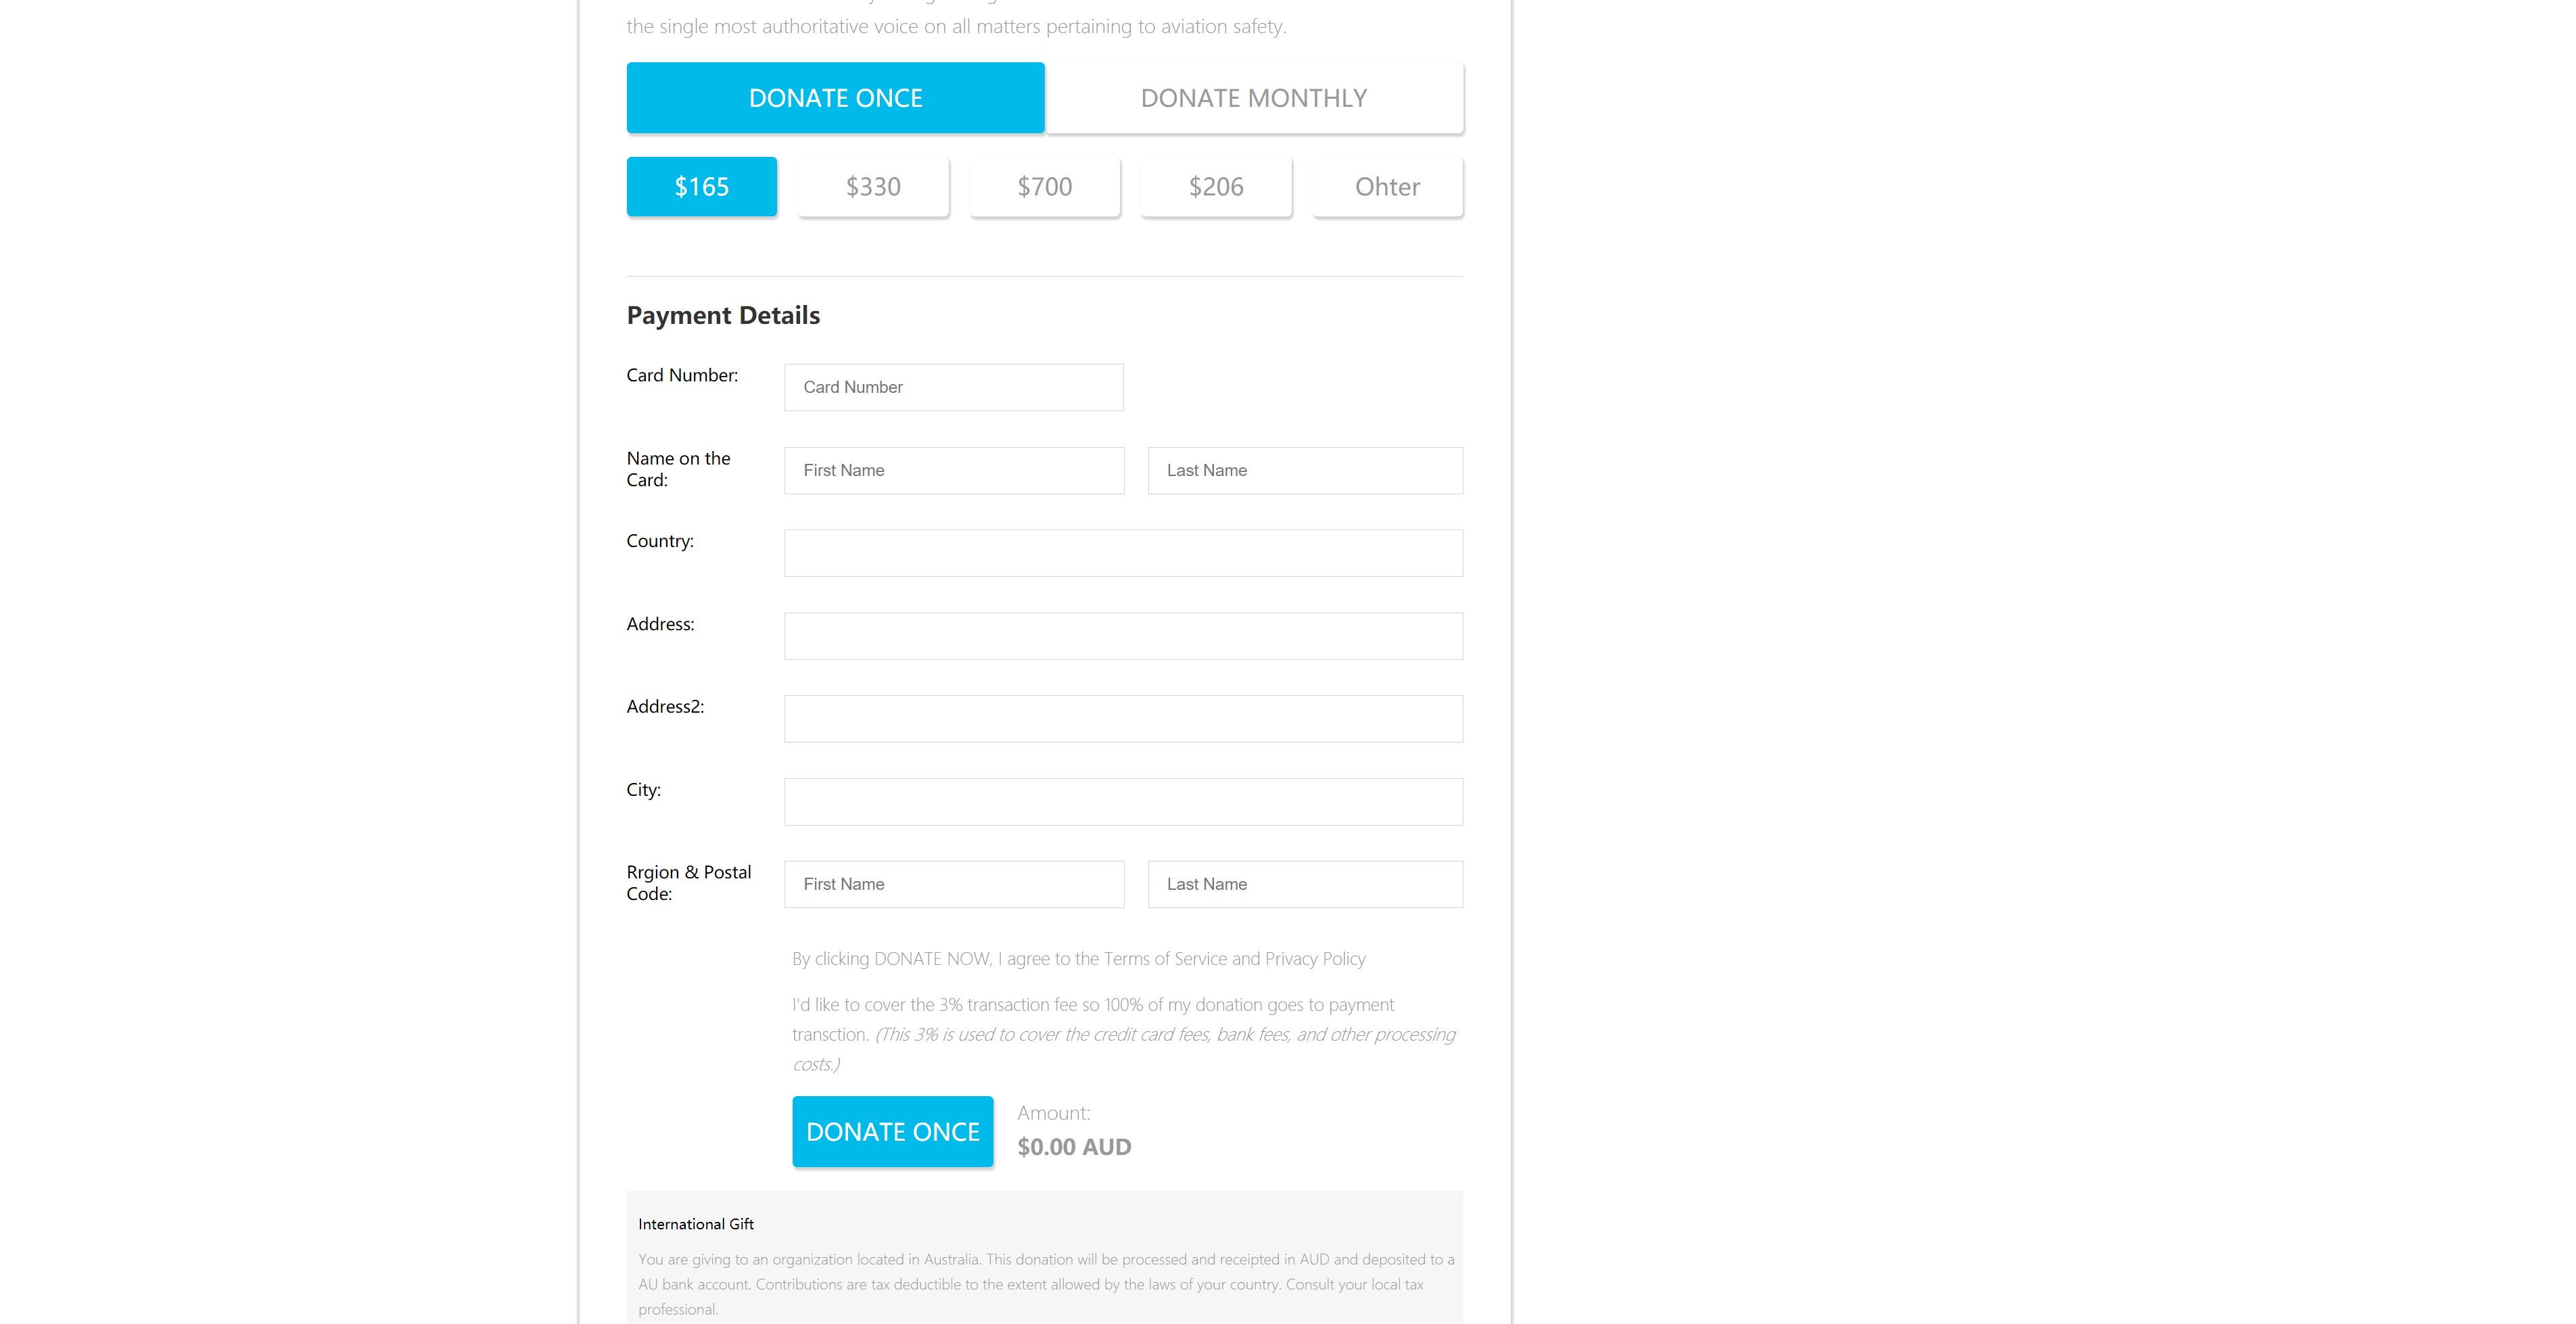 the single most authoritative voice on all matters pertaining to aviation safety.
DONATE ONCE
DONATE MONTHLY
$165
$330
$700
$206
Ohter
Payment Details
Card Number:
Card Number
Name on the
Card:
First Name
Last Name
Country:
Address:
Address2:
City:
Rrgion & Postal
Code:
First Name
Last Name
By clicking DONATE NOW, I agree to the Terms of Service and Privacy Policy
I'd like to cover the 3% transaction fee so 100% of my donation goes to payment
transction. (This 3% is used to cover the credit card fees, bank fees, and other processing
costs.)
DONATE ONCE
Amount:
$0.00 AUD
International Gift
You are giving to an organization located in Australia. This donation will be processed and receipted in AUD and deposited to a
AU bank account. Contributions are tax deductible to the extent allowed by the laws of your country. Consult your local tax
professional.